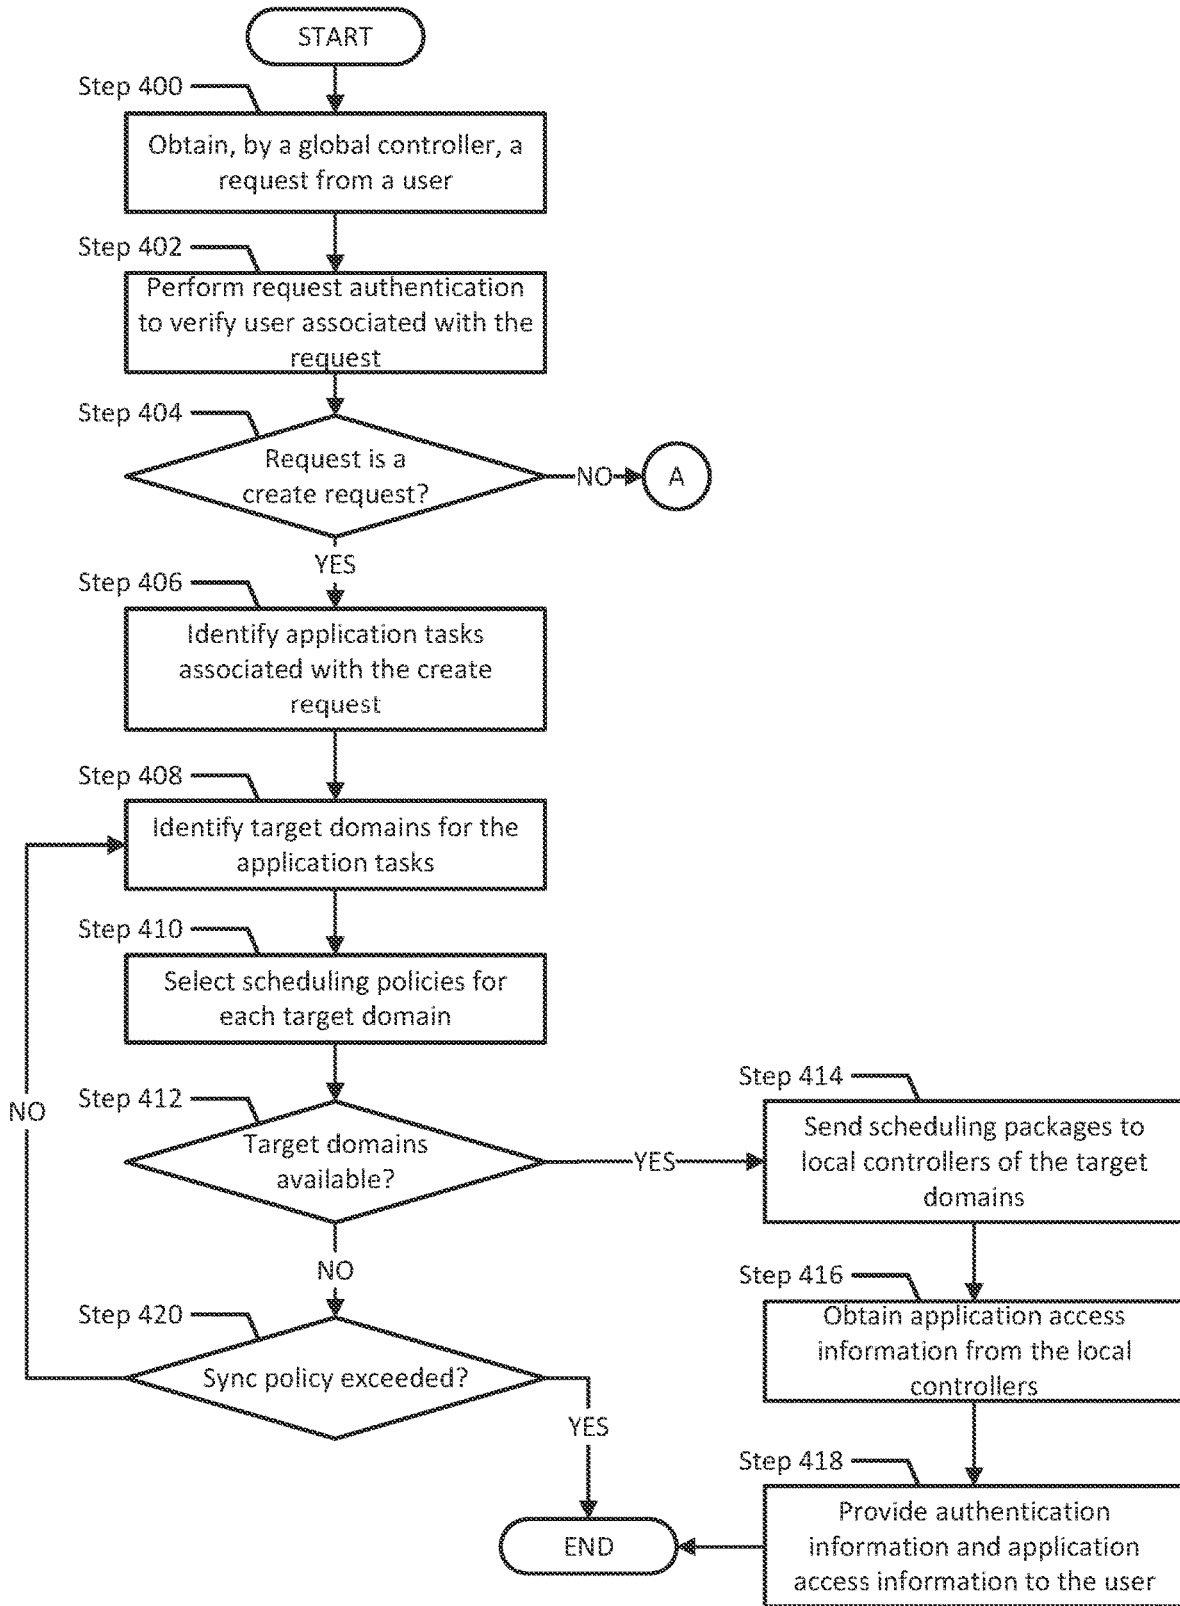 START
Step 400
Obtain, by a global controller, a
request from a user
Step 402
Perform request authentication
to verify user associated with the
request
Step 404
Request is a
create request?
NO
A
YES
Step 406
Identify application tasks
associated with the create
request
Step 408
Identify target domains for the
application tasks
Step 410
Select scheduling policies for
each target domain
Step 412
Target domains
available?
YES
Step 414
Send scheduling packages to
local controllers of the target
domains
NO
NO
Step 416
Obtain application access
information from the local
controllers
Step 420
Sync policy exceeded?
YES
Step 418
Provide authentication
information and application
access information to the user
END